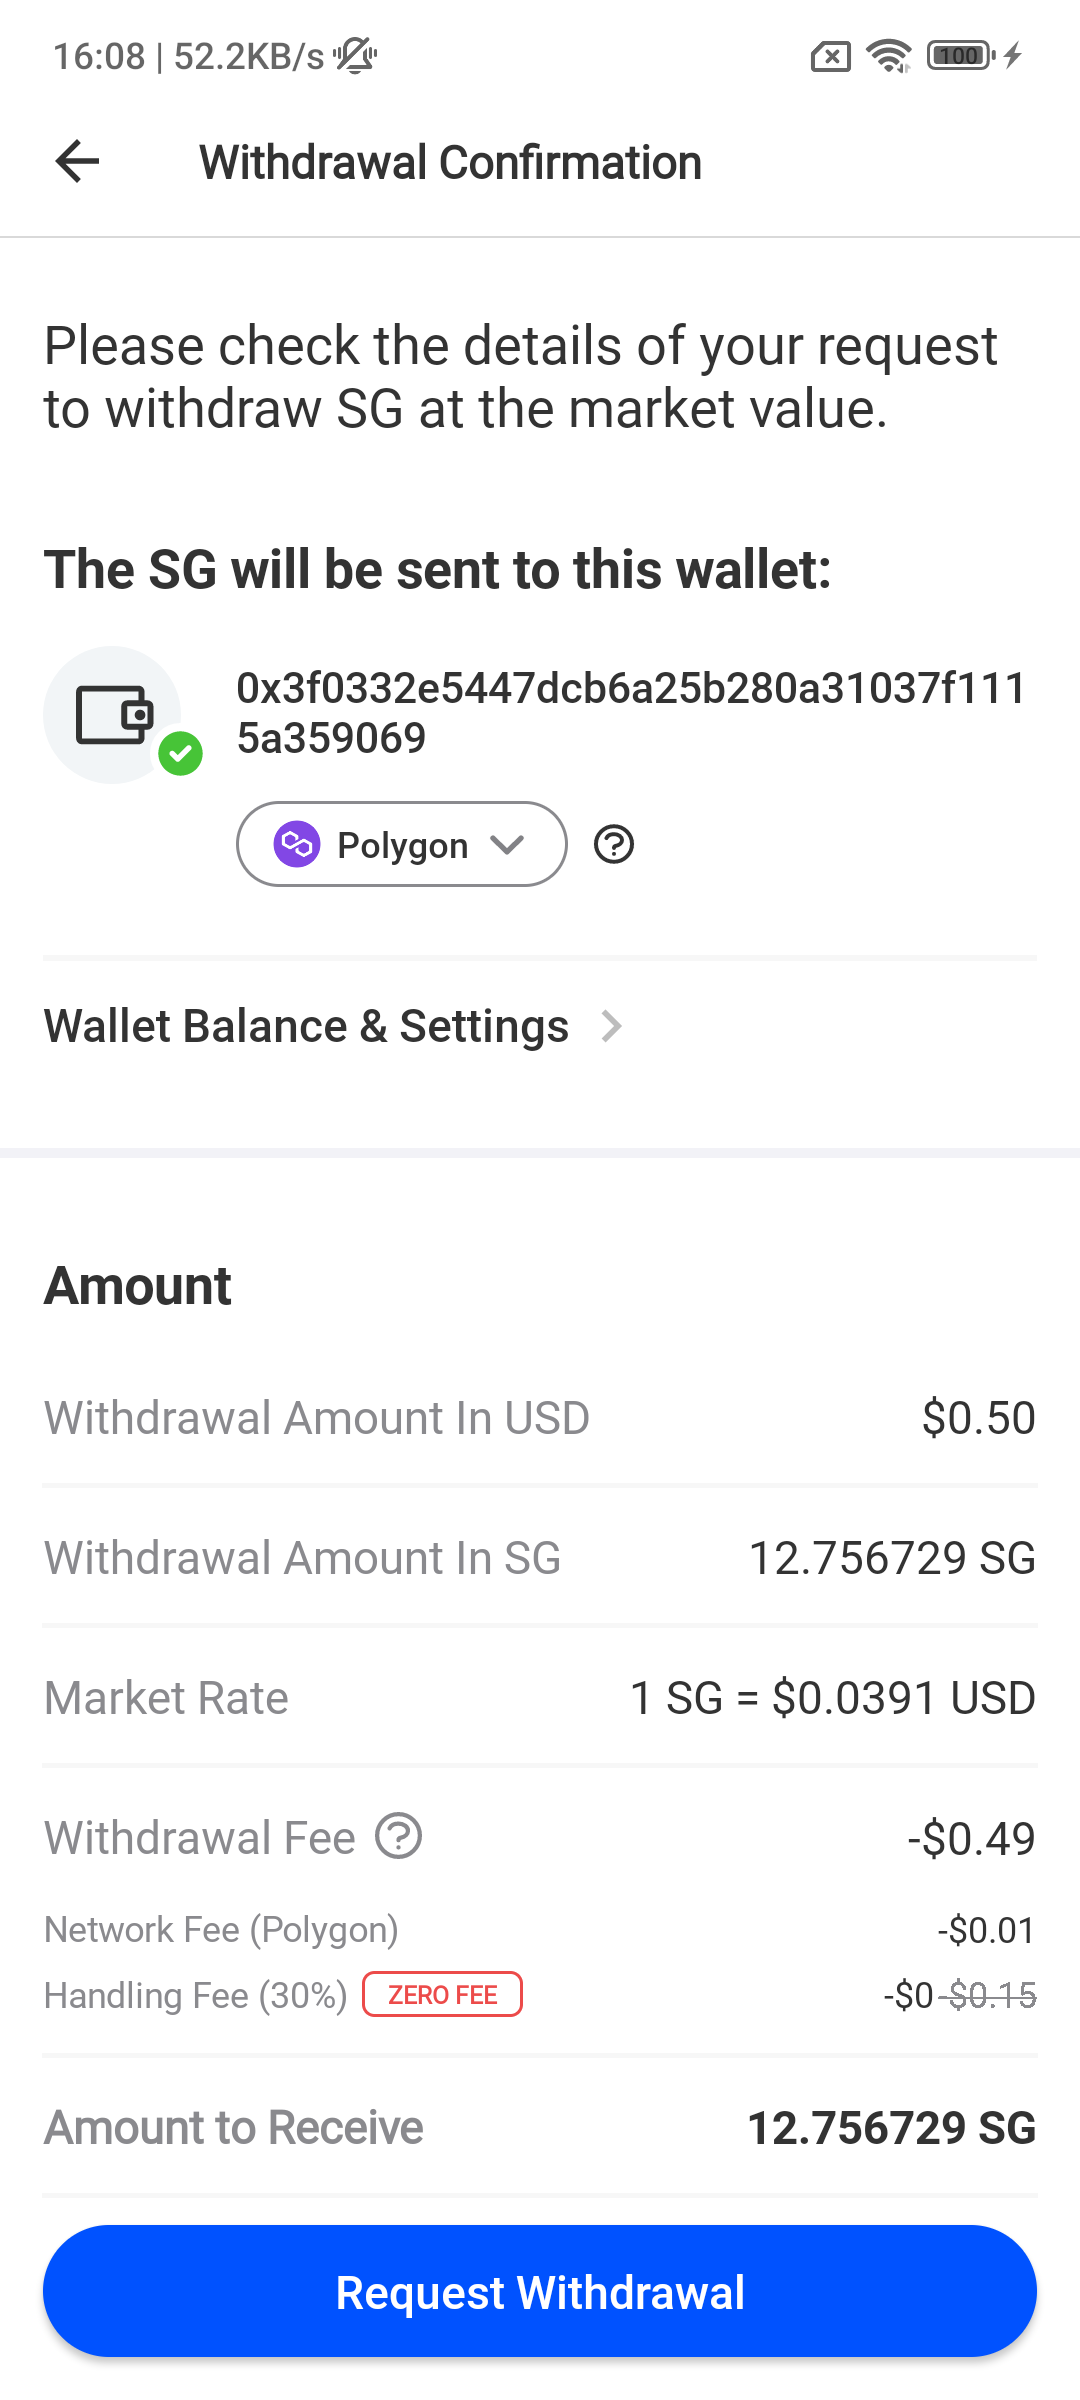 16:08 | 52.2KB/s
100
Withdrawal Confirmation
Please check the details of your request
to withdraw SG at the market value.
The SG will be sent to this wallet:
0x3f0332e5447dcb6a25b280a31037f111
5a359069
Polygon
Wallet Balance & Settings
Amount
Withdrawal Amount In USD $0.50
Withdrawal Amount In SG 12.756729 SG
Market Rate 1 SG = $0.0391 USD
Withdrawal Fee -$0.49
Network Fee (Polygon) -$0.01
Handling Fee (30%) ZERO FEE -$0 -$0.15
Amount to Receive 12.756729 SG
Request Withdrawal